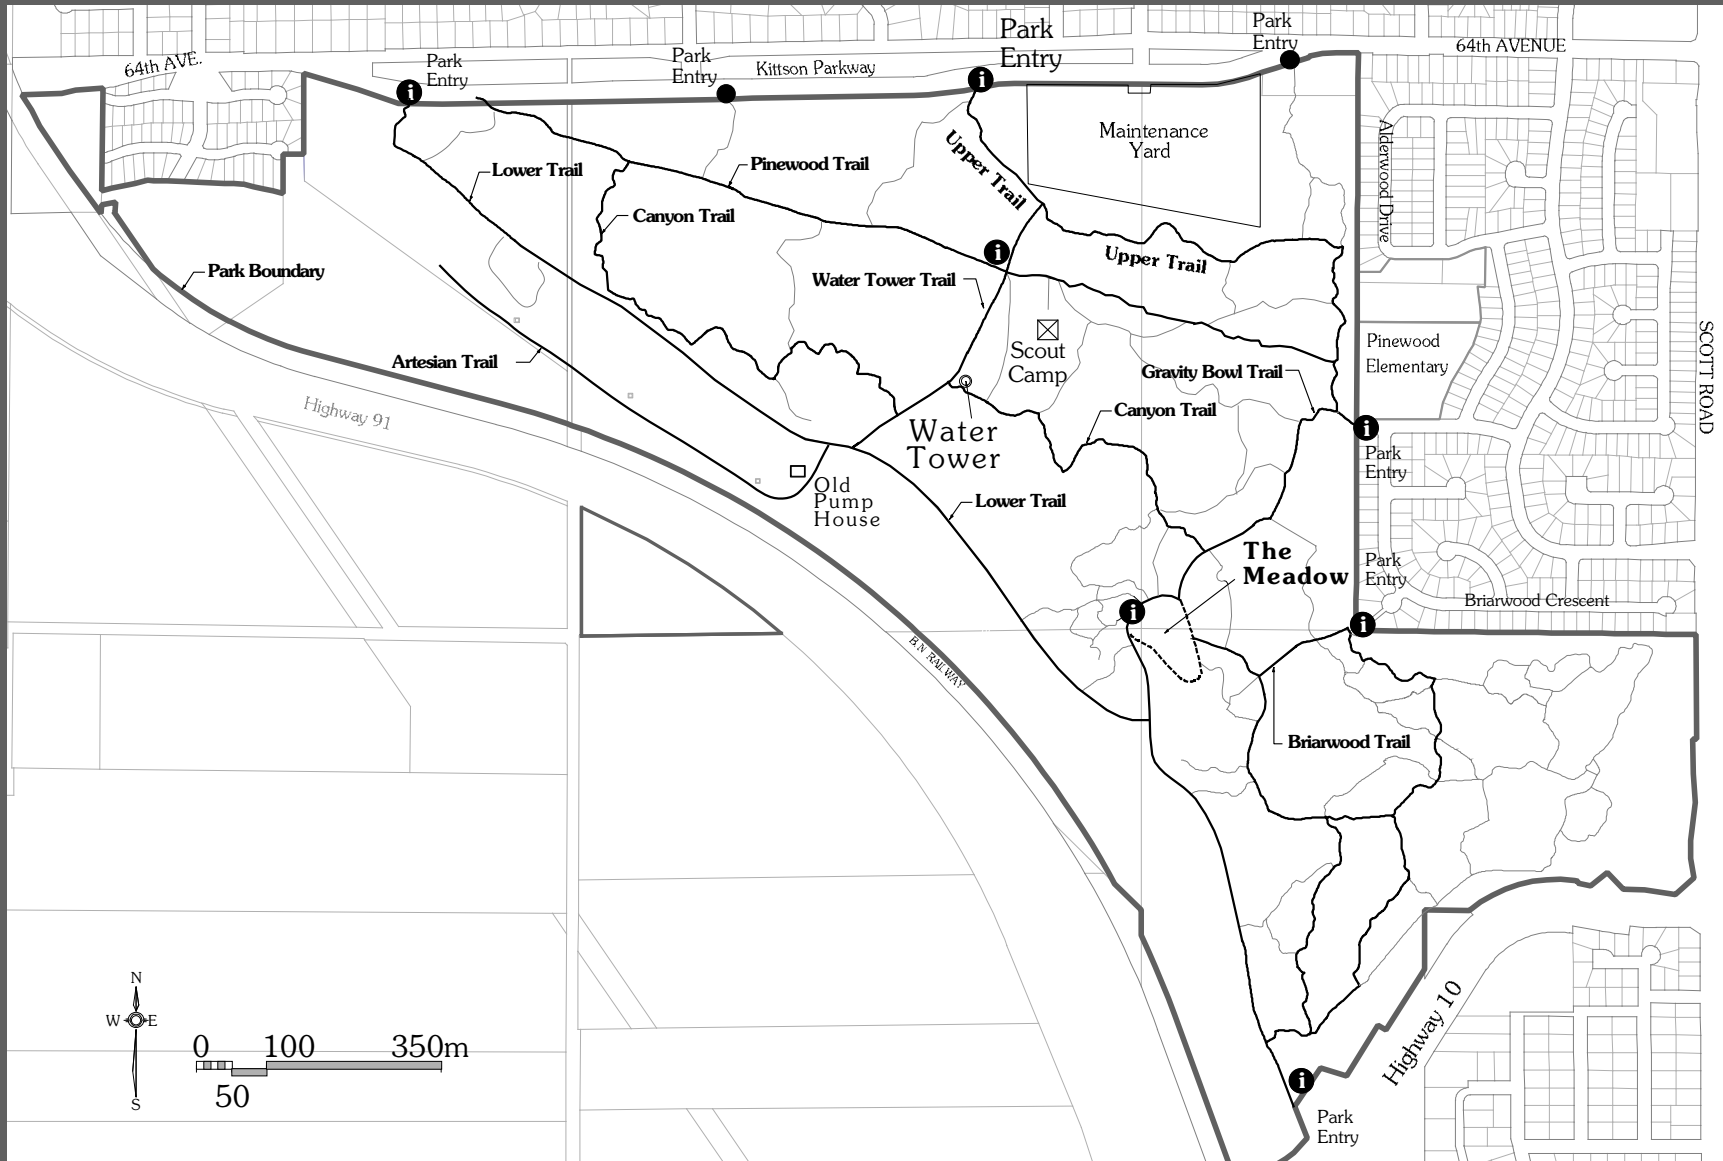 Park
Entry
64th AVE.
Park
Entry
Park
Entry
Kittson Parkway
Park
Entry
64th AVENUE
Maintenance
Yard
Alderwood Drive
Upper Trail
Lower Trail
Pinewood Trail
Canyon Trail
Park Boundary
Water Tower Trail
Upper Trail
Artesian Trail
Scout
Camp
Gravity Bowl Trail
Pinewood
Elementary
SCOTT ROAD
Highway 91
Canyon Trail
Water
Tower
Park
Entry
Old
Pump
House
Lower Trail
The
Meadow
Park
Entry
Briarwood Crescent
B.N RAILWAY
Briarwood Trail
Highway 10
N
W E
S
0 100 350m
50
Park
Entry